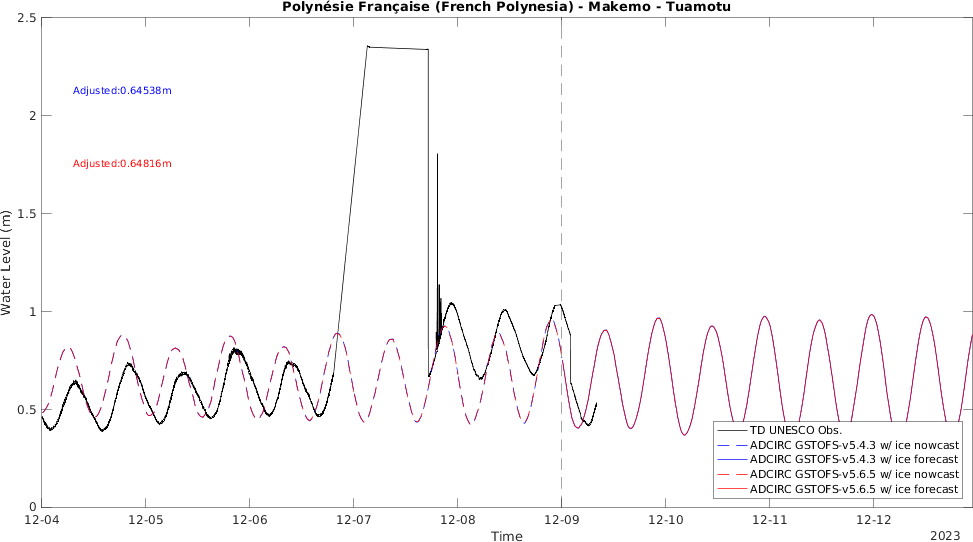 Polynésie Française (French Polynesia) - Makemo - Tuamotu
2.5
2
1.5
1
0.5
0
Water Level (m)
Adjusted:0.64538m
Adjusted:0.64816m
TD UNESCO Obs.
ADCIRC GSTOFS-v5.4.3 w/ ice nowcast
ADCIRC GSTOFS-v5.4.3 w/ ice forecast
ADCIRC GSTOFS-v5.6.5 w/ ice nowcast
ADCIRC GSTOFS-v5.6.5 w/ ice forecast
12-04 12-05 12-06 12-07 12-08 12-09 12-10 12-11 12-12
Time
2023